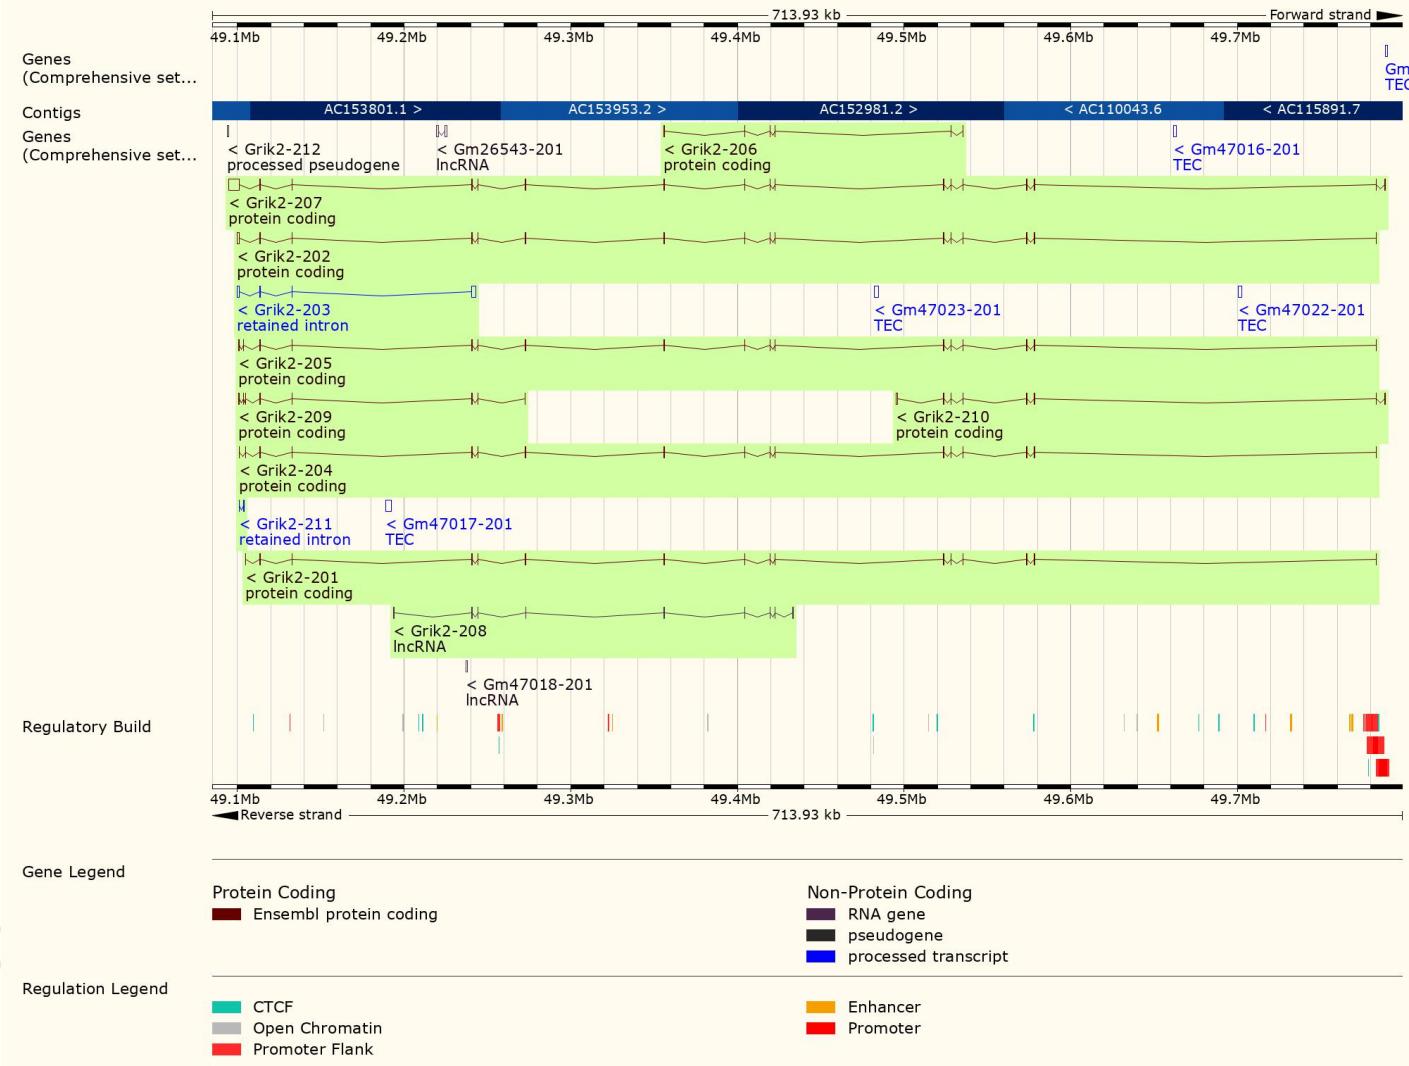 713.93 kb Forward strand
49.1Mb 49.2Mb 49.3Mb 49.4Mb 49.5Mb 49.6Mb 49.7Mb
Genes
(Comprehensive set...
Gm
TEC
Contigs AC153801.1 > AC153953.2 > AC152981.2 > < AC110043.6 < AC115891.7
Genes
(Comprehensive set...
< Grik2-212 < Gm26543-201 < Grik2-206 < Gm47016-201
processed pseudogene lncRNA protein coding TEC
< Grik2-207
protein coding
< Grik2-202
protein coding
< Grik2-203 < Gm47023-201 < Gm47022-201
retained intron TEC TEC
< Grik2-205
protein coding
< Grik2-209 < Grik2-210
protein coding protein coding
< Grik2-204
protein coding
< Grik2-211 < Gm47017-201
retained intron TEC
< Grik2-201
protein coding
< Grik2-208
lncRNA
< Gm47018-201
lncRNA
Regulatory Build
49.1Mb 49.2Mb 49.3Mb 49.4Mb 49.5Mb 49.6Mb 49.7Mb
Reverse strand 713.93 kb
Gene Legend
Protein Coding Non-Protein Coding
Ensembl protein coding RNA gene
pseudogene
processed transcript
Regulation Legend
CTCF Enhancer
Open Chromatin Promoter
Promoter Flank